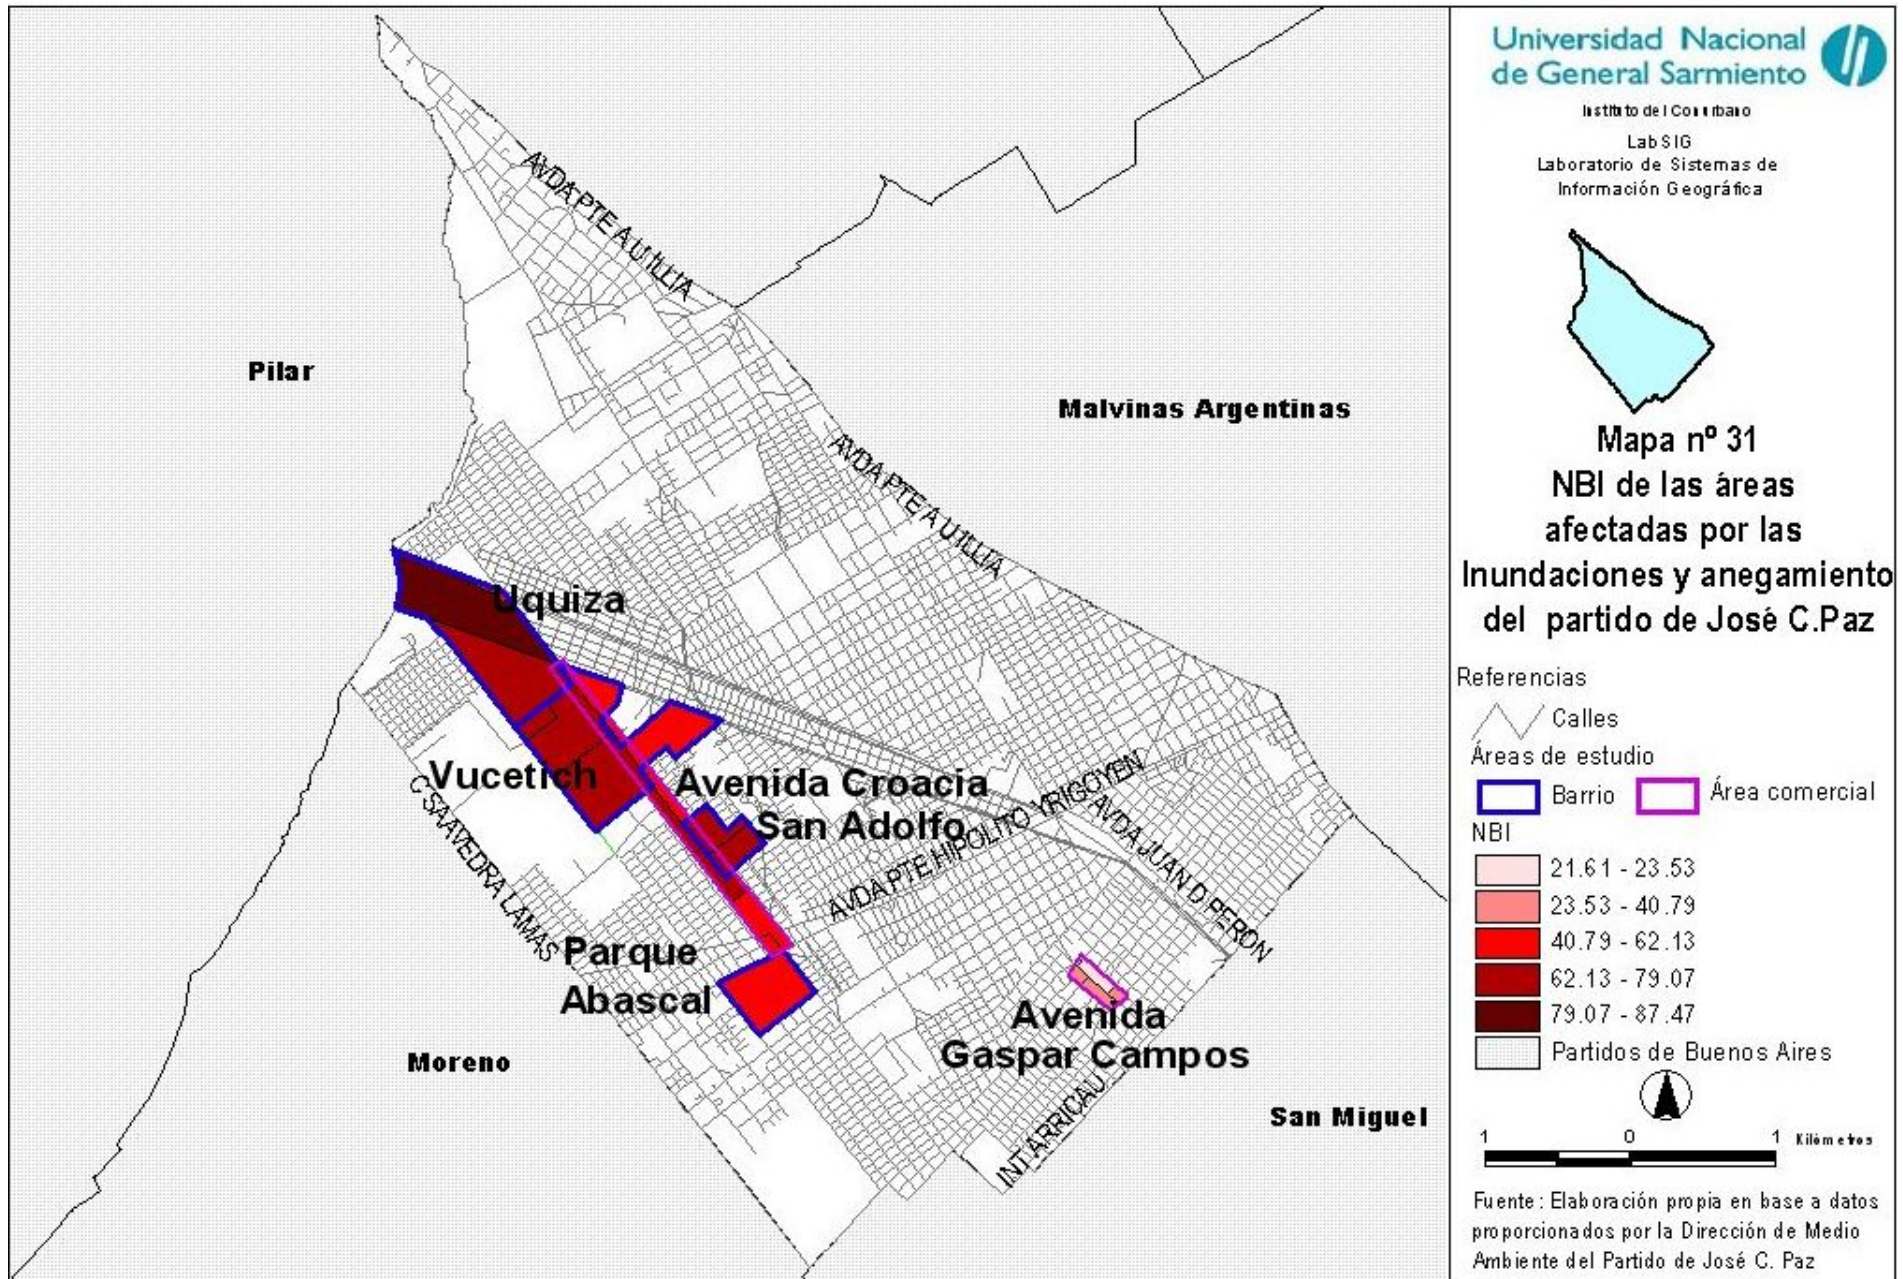 Universidad Nacional
de General Sarmiento
Instituto del Conurbano
LabSIG
Laboratorio de Sistemas de
Información Geográfica
Mapa nº 31
NBI de las áreas
afectadas por las
Inundaciones y anegamiento
del partido de José C.Paz
Referencias
Calles
Áreas de estudio
Barrio
Área comercial
NBI
21.61 - 23.53
23.53 - 40.79
40.79 - 62.13
62.13 - 79.07
79.07 - 87.47
Partidos de Buenos Aires
1 0 1 Kilómetros
Fuente: Elaboración propia en base a datos
proporcionados por la Dirección de Medio
Ambiente del Partido de José C. Paz
AVDA PTE A U ILLIA
Pilar
Malvinas Argentinas
AVDA PTE A U ILLIA
Uquiza
Vucetich
Avenida Croacia
San Adolfo
AVDA PTE HIPOLITO YRIGOYEN
AVDA JUAN D PERON
C SAAVEDRA LAMAS
Parque
Abascal
Avenida
Gaspar Campos
Moreno
San Miguel
INT ARRICAU